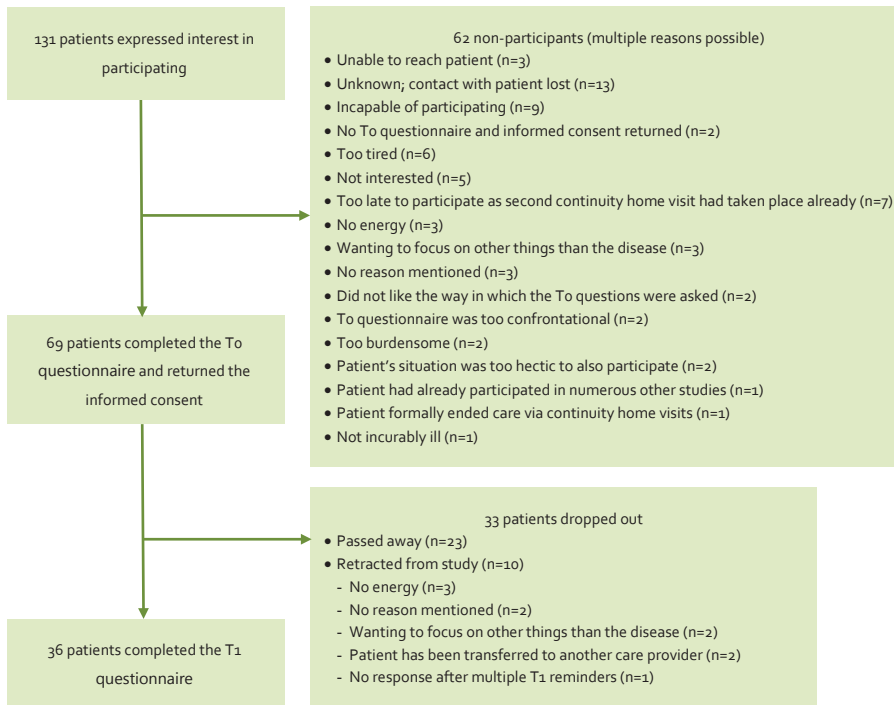 131 patients expressed interest in
participating
62 non-participants (multiple reasons possible)
• Unable to reach patient (n=3)
• Unknown; contact with patient lost (n=13)
• Incapable of participating (n=9)
• No T0 questionnaire and informed consent returned (n=2)
• Too tired (n=6)
• Not interested (n=5)
• Too late to participate as second continuity home visit had taken place already (n=7)
• No energy (n=3)
• Wanting to focus on other things than the disease (n=3)
• No reason mentioned (n=3)
• Did not like the way in which the T0 questions were asked (n=2)
• T0 questionnaire was too confrontational (n=2)
• Too burdensome (n=2)
• Patient's situation was too hectic to also participate (n=2)
• Patient had already participated in numerous other studies (n=1)
• Patient formally ended care via continuity home visits (n=1)
• Not incurably ill (n=1)
69 patients completed the T0
questionnaire and returned the
informed consent
33 patients dropped out
• Passed away (n=23)
• Retracted from study (n=10)
- No energy (n=3)
- No reason mentioned (n=2)
- Wanting to focus on other things than the disease (n=2)
- Patient has been transferred to another care provider (n=2)
- No response after multiple T1 reminders (n=1)
36 patients completed the T1
questionnaire